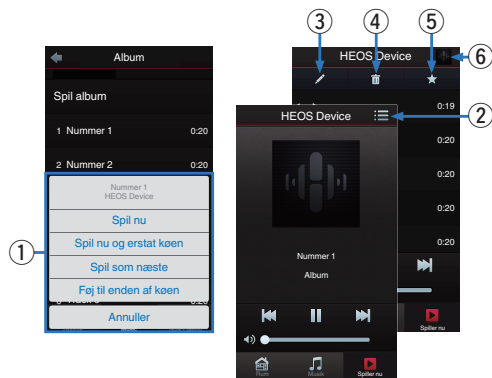 Album
Spil album
1 Nummer 1 0:20
2 Nummer 2 0:20
Nummer 1
HEOS Device
Spil nu
Spil nu og erstat køen
Spil som næste
Føj til enden af køen
Annuller
1
3
4
5
6
HEOS Device
0:19
0:20
0:20
0:20
0:20
Spiller nu
2
HEOS Device
Nummer 1
Album
Rum
Musik
Spiller nu